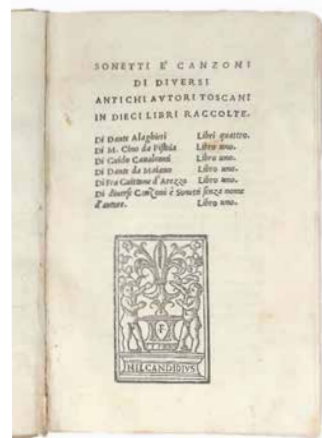 SONETTI E CANZONI
DI DIVERSI
ANTICHI AVTORI TOSCANI
IN DIECI LIBRI RACCOLTE.
Di Dante Alaghieri Libri quattro.
Di M. Cino da Pistoia Libro uno.
Di Guido Caualcanti Libro uno.
Di Dante da Maiano Libro uno.
Di Fra Guittone d'Arezzo Libro uno.
Di diuerse Canzoni e Sonetti senza nome
d'autore. Libro uno.
F
NIL CANDIDIVS